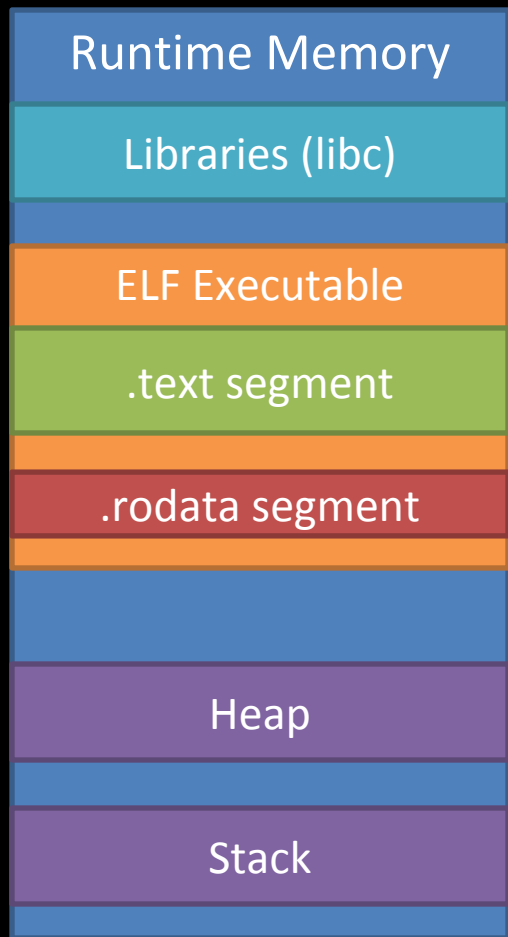 Runtime Memory
Libraries (libc)
ELF Executable
.text segment
.rodata segment
Heap
Stack